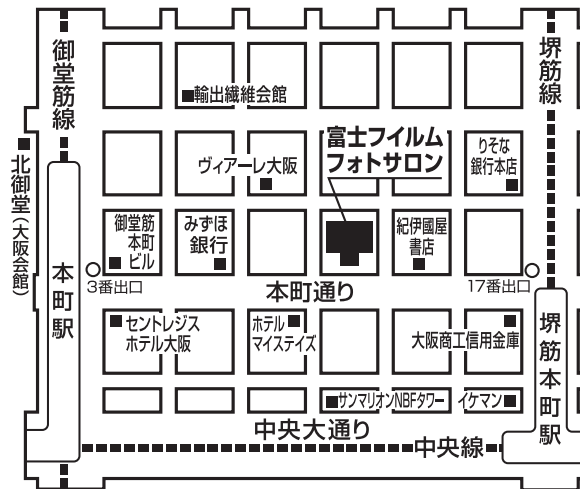 御堂筋線
堺筋線
輸出繊維会館
富士フイルム
フォトサロン
りそな
銀行本店
ヴィアーレ大阪
北御堂(大阪会館)
御堂筋
本町
ビル
みずほ
銀行
紀伊國屋
書店
3番出口
17番出口
本町通り
本町駅
セントレジス
ホテル大阪
ホテル
マイステイズ
大阪商工信用金庫
堺筋本町駅
サンマリオンNBFタワー
イケマン
中央大通り
中央線